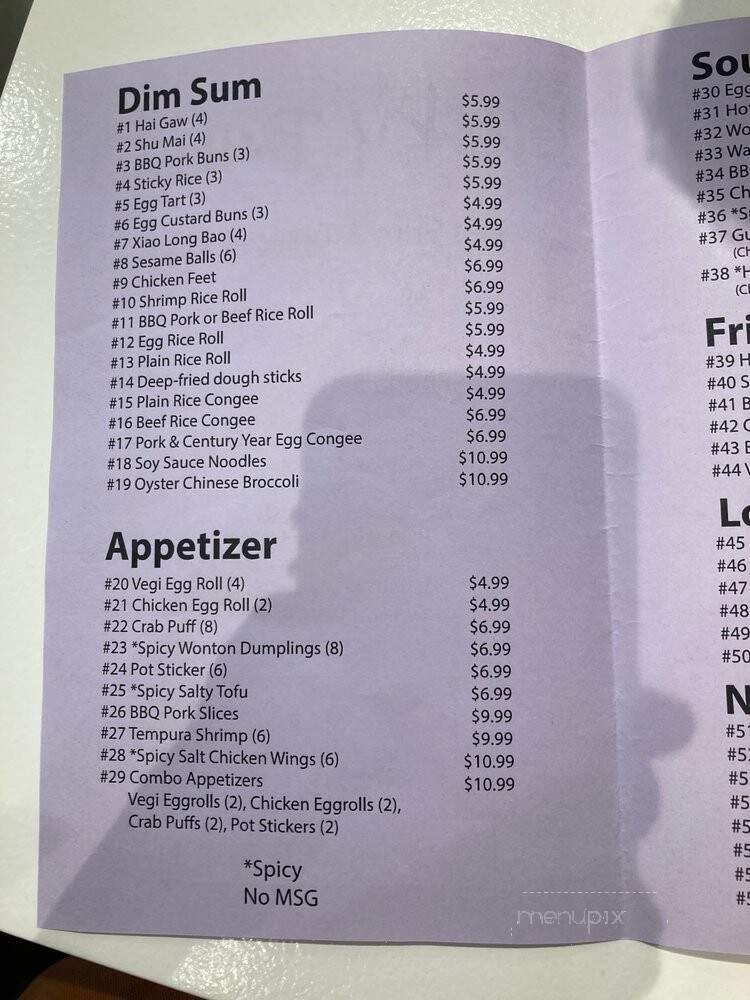 Dim Sum
#1 Hai Gaw (4) $5.99
#2 Shu Mai (4) $5.99
#3 BBQ Pork Buns (3) $5.99
#4 Sticky Rice (3) $5.99
#5 Egg Tart (3) $5.99
#6 Egg Custard Buns (3) $4.99
#7 Xiao Long Bao (4) $4.99
#8 Sesame Balls (6) $4.99
#9 Chicken Feet $6.99
#10 Shrimp Rice Roll $6.99
#11 BBQ Pork or Beef Rice Roll $5.99
#12 Egg Rice Roll $5.99
#13 Plain Rice Roll $4.99
#14 Deep-fried dough sticks $4.99
#15 Plain Rice Congee $4.99
#16 Beef Rice Congee $6.99
#17 Pork & Century Year Egg Congee $6.99
#18 Soy Sauce Noodles $10.99
#19 Oyster Chinese Broccoli $10.99
Appetizer
#20 Vegi Egg Roll (4) $4.99
#21 Chicken Egg Roll (2) $4.99
#22 Crab Puff (8) $6.99
#23 *Spicy Wonton Dumplings (8) $6.99
#24 Pot Sticker (6) $6.99
#25 *Spicy Salty Tofu $6.99
#26 BBQ Pork Slices $9.99
#27 Tempura Shrimp (6) $9.99
#28 *Spicy Salt Chicken Wings (6) $10.99
#29 Combo Appetizers $10.99
Vegi Eggrolls (2), Chicken Eggrolls (2),
Crab Puffs (2), Pot Stickers (2)
*Spicy
No MSG
#30 Egg
#31
#32
#33
#34
#35
#36
#37
#38
#39
#40
#41
#42
#43
#44
#45
#46
#47
#48
#49
#50
menupix